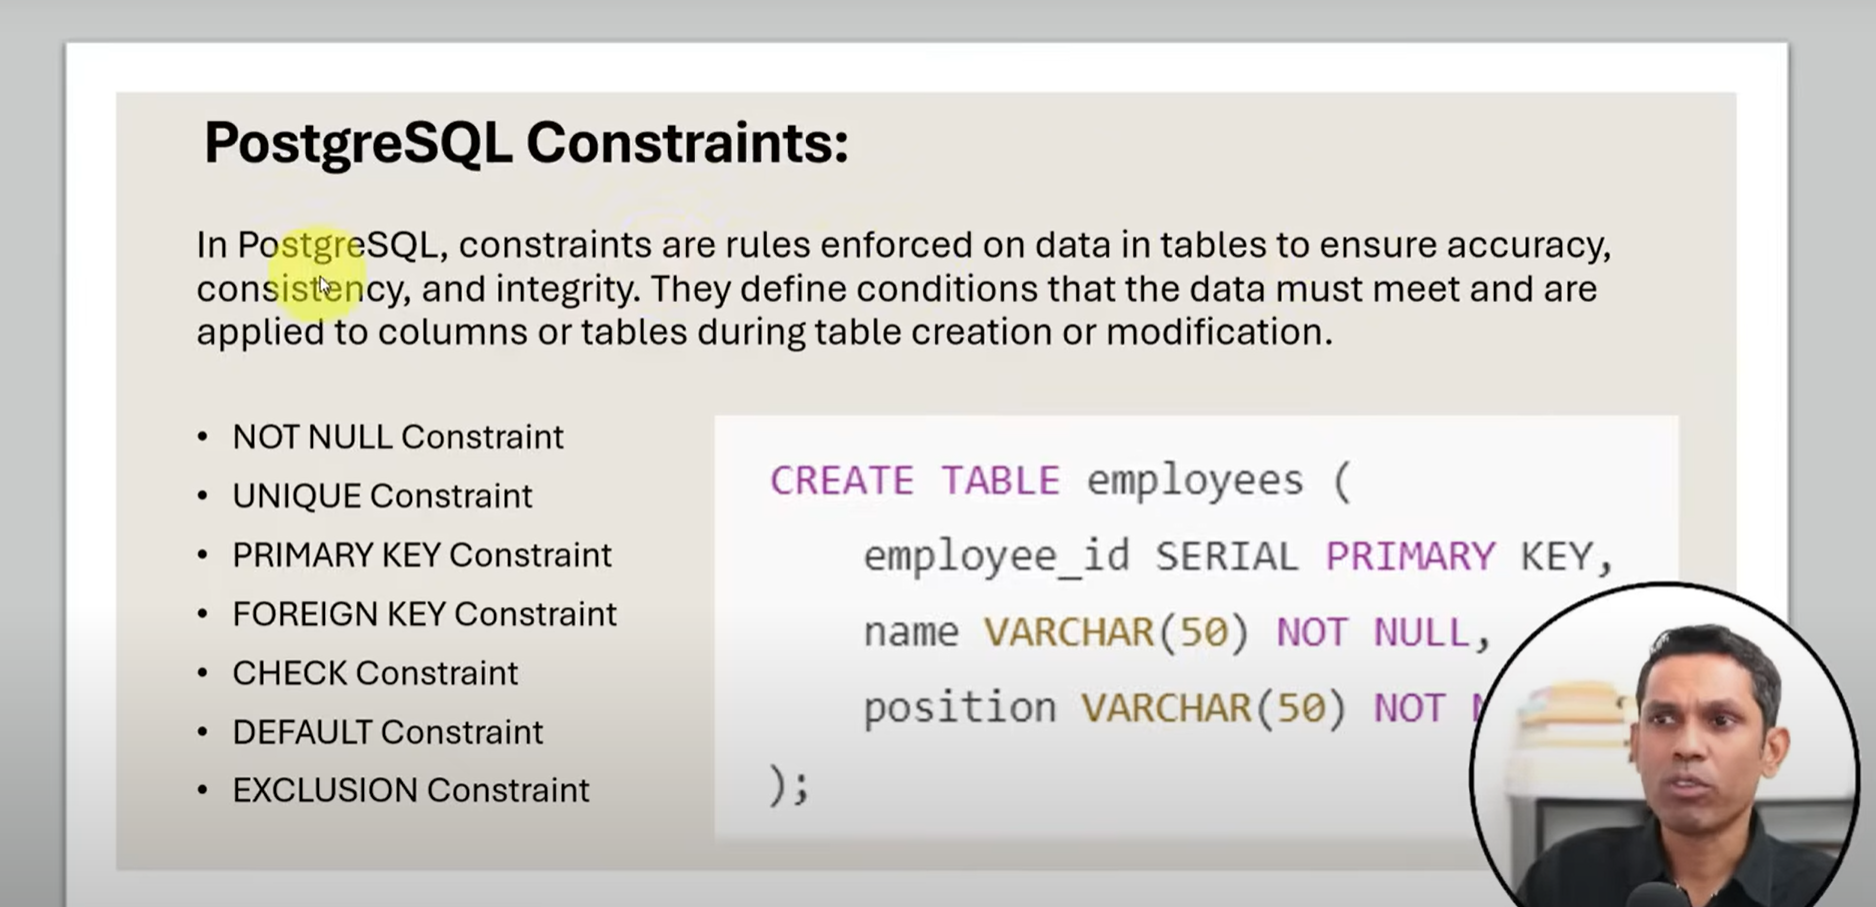 PostgreSQL Constraints:
In PostgreSQL, constraints are rules enforced on data in tables to ensure accuracy,
consistency, and integrity. They define conditions that the data must meet and are
applied to columns or tables during table creation or modification.
• NOT NULL Constraint
• UNIQUE Constraint
• PRIMARY KEY Constraint
• FOREIGN KEY Constraint
• CHECK Constraint
• DEFAULT Constraint
• EXCLUSION Constraint
CREATE TABLE employees (
employee_id SERIAL PRIMARY KEY,
name VARCHAR(50) NOT NULL,
position VARCHAR(50) NOT
);